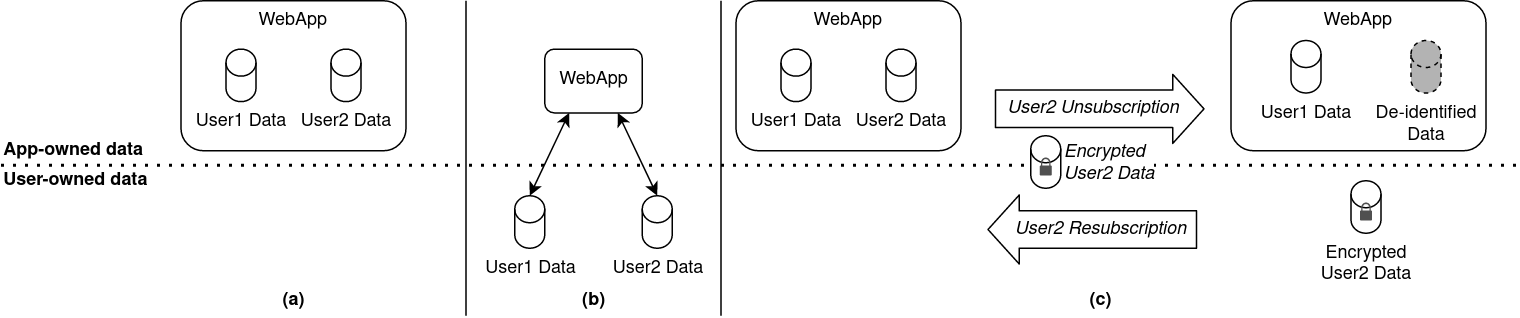 WebApp
User1 Data User2 Data
App-owned data
User-owned data
(a)
WebApp
User1 Data User2 Data
(b)
WebApp
User1 Data User2 Data
User2 Unsubscription
Encrypted
User2 Data
User2 Resubscription
WebApp
User1 Data De-identified
Data
Encrypted
User2 Data
(c)